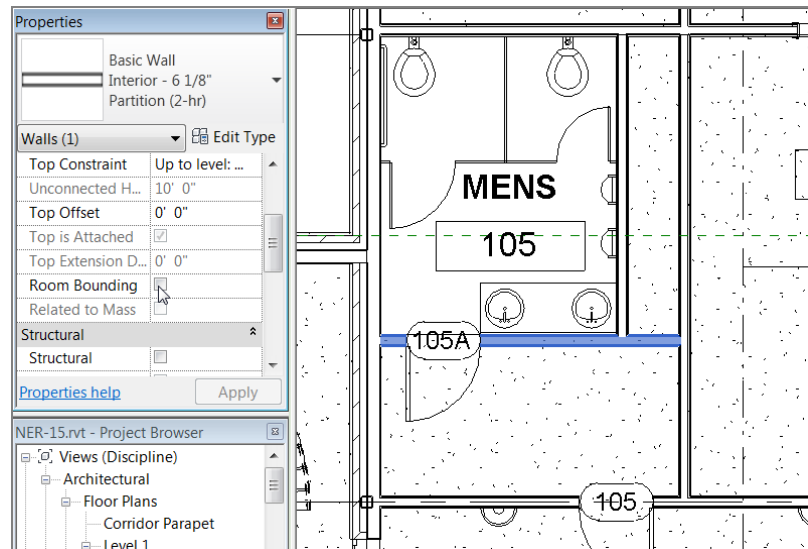 Properties
Basic Wall
Interior - 6 1/8"
Partition (2-hr)
Walls (1)
Edit Type
Top Constraint Up to level: ...
Unconnected H... 10' 0"
Top Offset 0' 0"
Top is Attached
Top Extension D... 0' 0"
Room Bounding
Related to Mass
Structural
Structural
Properties help
Apply
NER-15.rvt - Project Browser
Views (Discipline)
Architectural
Floor Plans
Corridor Parapet
Level 1
MENS
105
105A
105